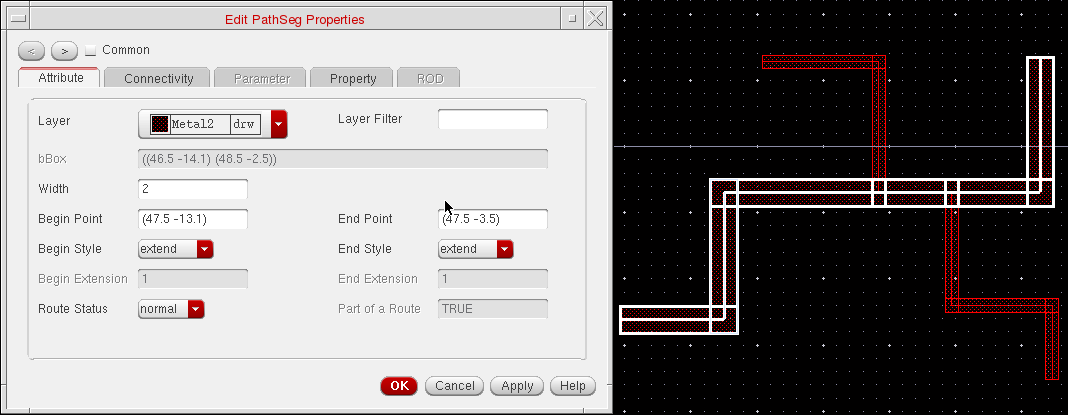 Edit PathSeg Properties
< > Common
Attribute Connectivity Parameter Property ROD
Layer Metal2 drw Layer Filter
bBox ((46.5 -14.1) (48.5 -2.5))
Width 2
Begin Point (47.5 -13.1) End Point (47.5 -3.5)
Begin Style extend End Style extend
Begin Extension 1 End Extension 1
Route Status normal Part of a Route TRUE
OK Cancel Apply Help